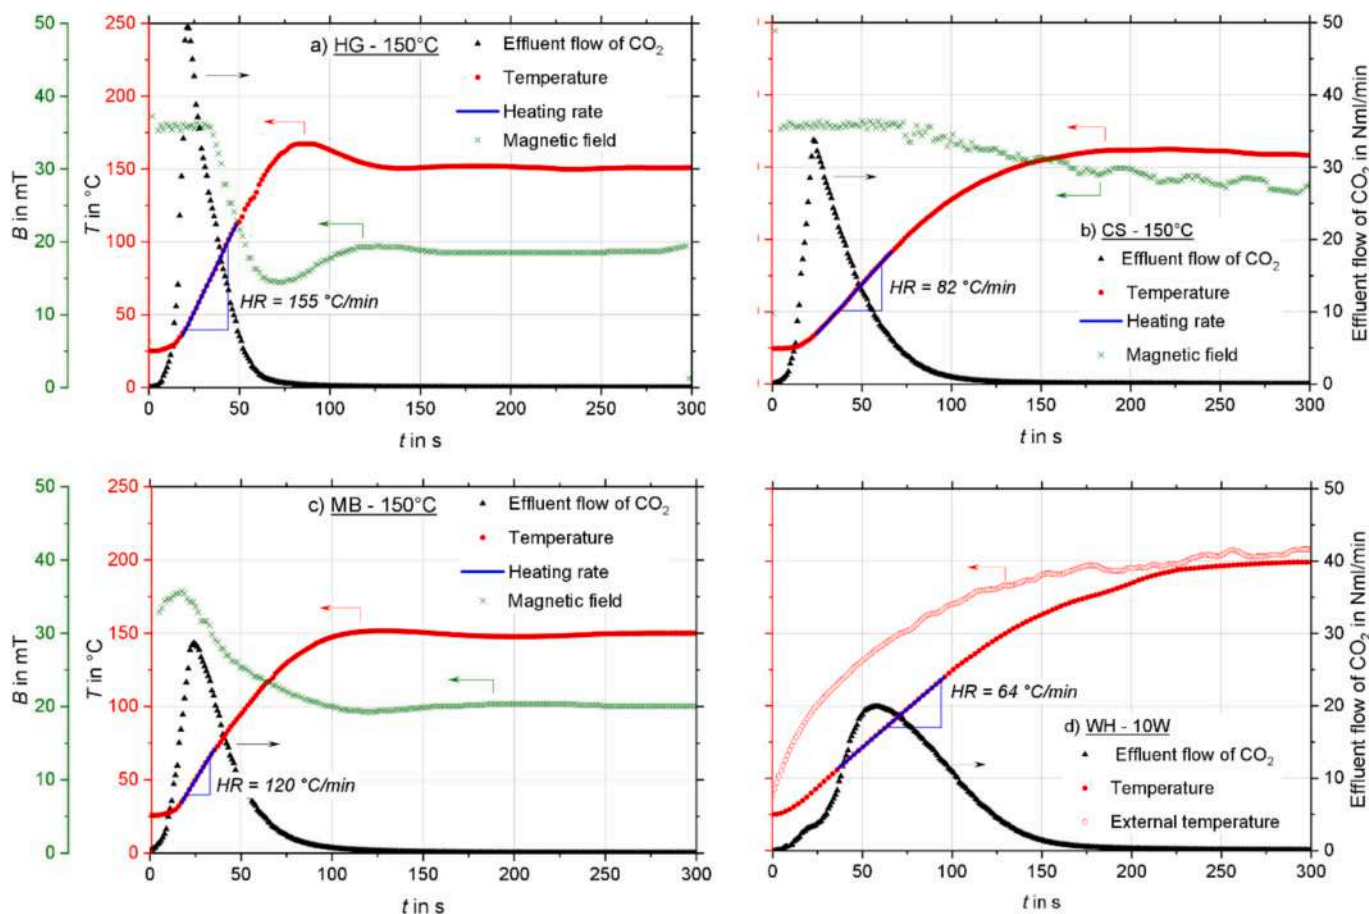 50
40
30
20
10
0
B in mT
250
200
150
100
50
0
T in °C
a) HG - 150°C
Effluent flow of CO₂
Temperature
Heating rate
Magnetic field
HR = 155 °C/min
0 50 100 150 200 250 300
t in s
b) CS - 150°C
Effluent flow of CO₂
Temperature
Heating rate
Magnetic field
HR = 82 °C/min
50
40
30
20
10
0
Effluent flow of CO₂ in Nml/min
0 50 100 150 200 250 300
t in s
50
40
30
20
10
0
B in mT
250
200
150
100
50
0
T in °C
c) MB - 150°C
Effluent flow of CO₂
Temperature
Heating rate
Magnetic field
HR = 120 °C/min
0 50 100 150 200 250 300
t in s
HR = 64 °C/min
d) WH - 10W
Effluent flow of CO₂
Temperature
External temperature
50
40
30
20
10
0
Effluent flow of CO₂ in Nml/min
0 50 100 150 200 250 300
t in s